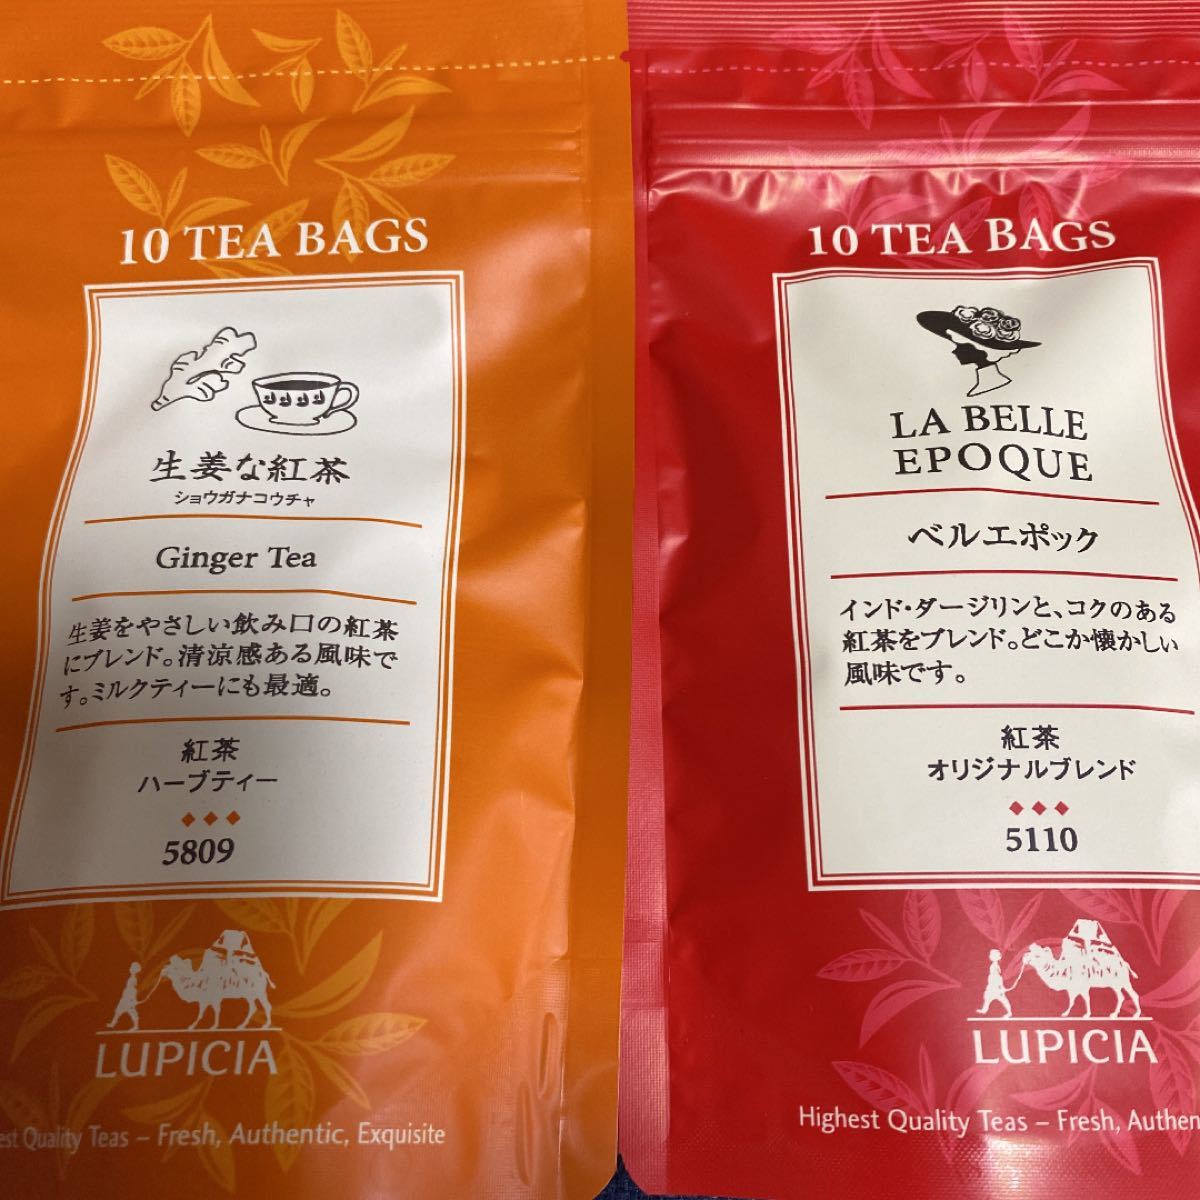 10 TEA BAGS
生姜な紅茶
ショウガナコウチャ
Ginger Tea
生姜をやさしい飲み口の紅茶
にブレンド。清涼感ある風味で
す。ミルクティーにも最適。
紅茶
ハーブティー
5809
LUPICIA
Quality Teas – Fresh, Authentic, Exquisite
10 TEA BAGS
LA BELLE
EPOQUE
ベルエポック
インド・ダージリンと、コクのある
紅茶をブレンド。どこか懐かしい
風味です。
紅茶
オリジナルブレンド
5110
LUPICIA
Highest Quality Teas – Fresh,